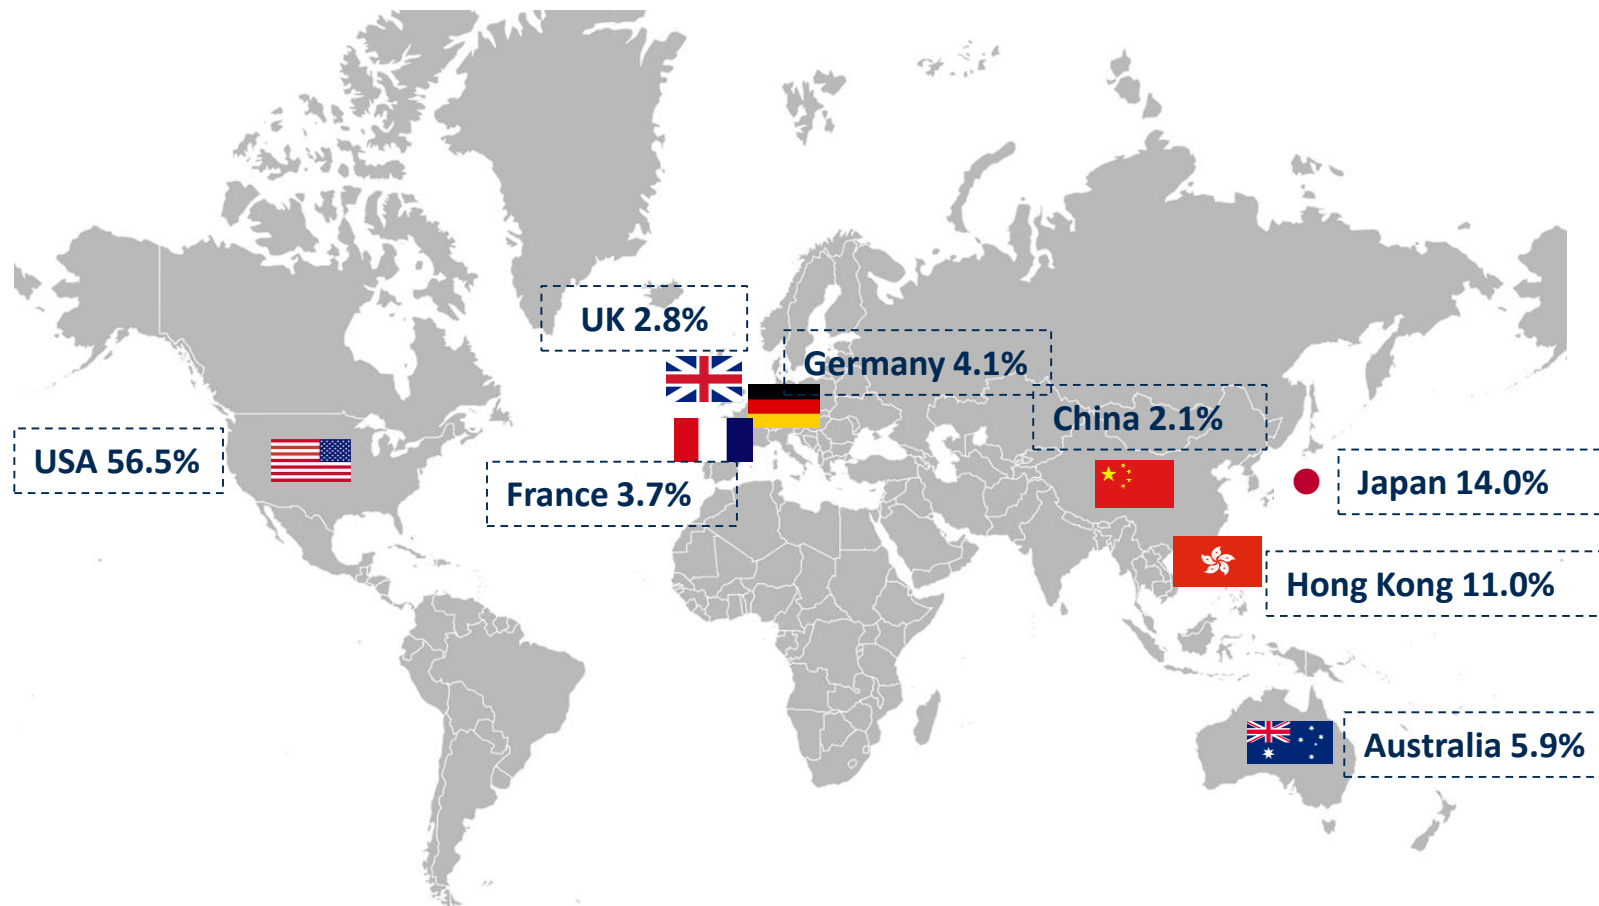 UK 2.8%
Germany 4.1%
China 2.1%
USA 56.5%
France 3.7%
Japan 14.0%
Hong Kong 11.0%
Australia 5.9%